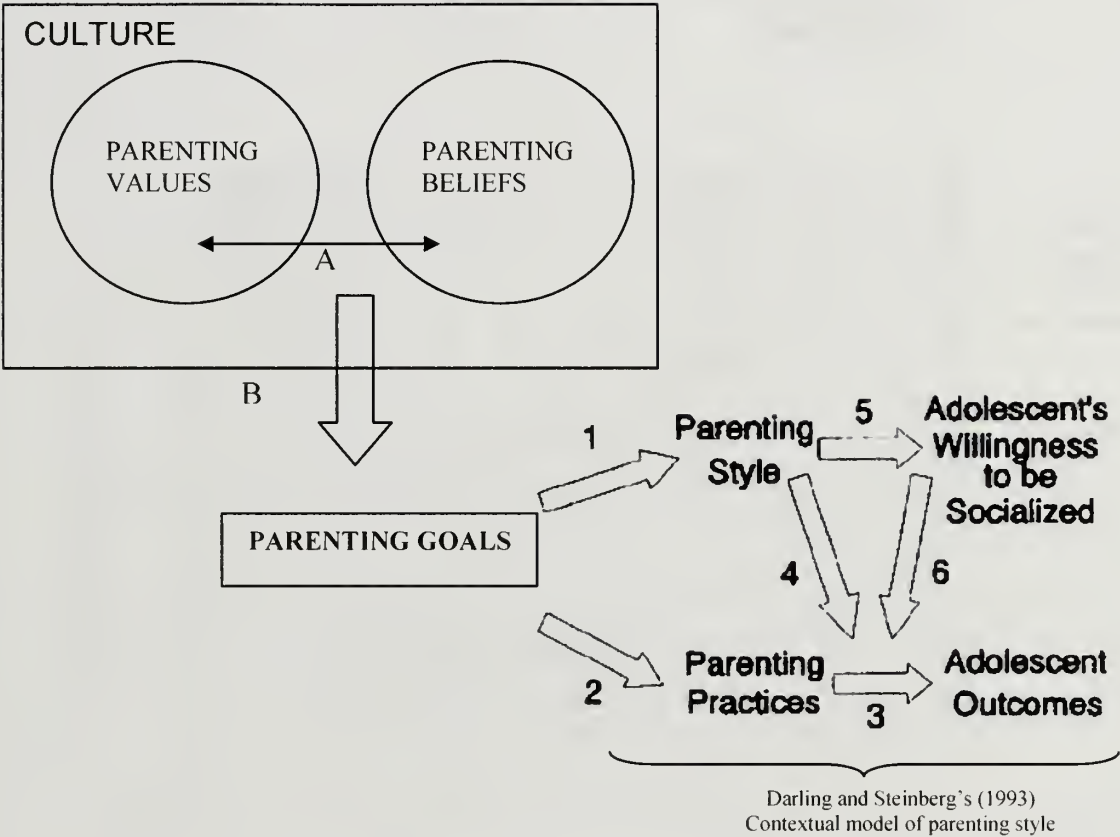 CULTURE
PARENTING
VALUES
PARENTING
BELIEFS
A
B
PARENTING GOALS
1
Parenting
Style
5
Adolescent's
Willingness
to be
Socialized
4
6
2
Parenting
Practices
3
Adolescent
Outcomes
Darling and Steinberg's (1993)
Contextual model of parenting style